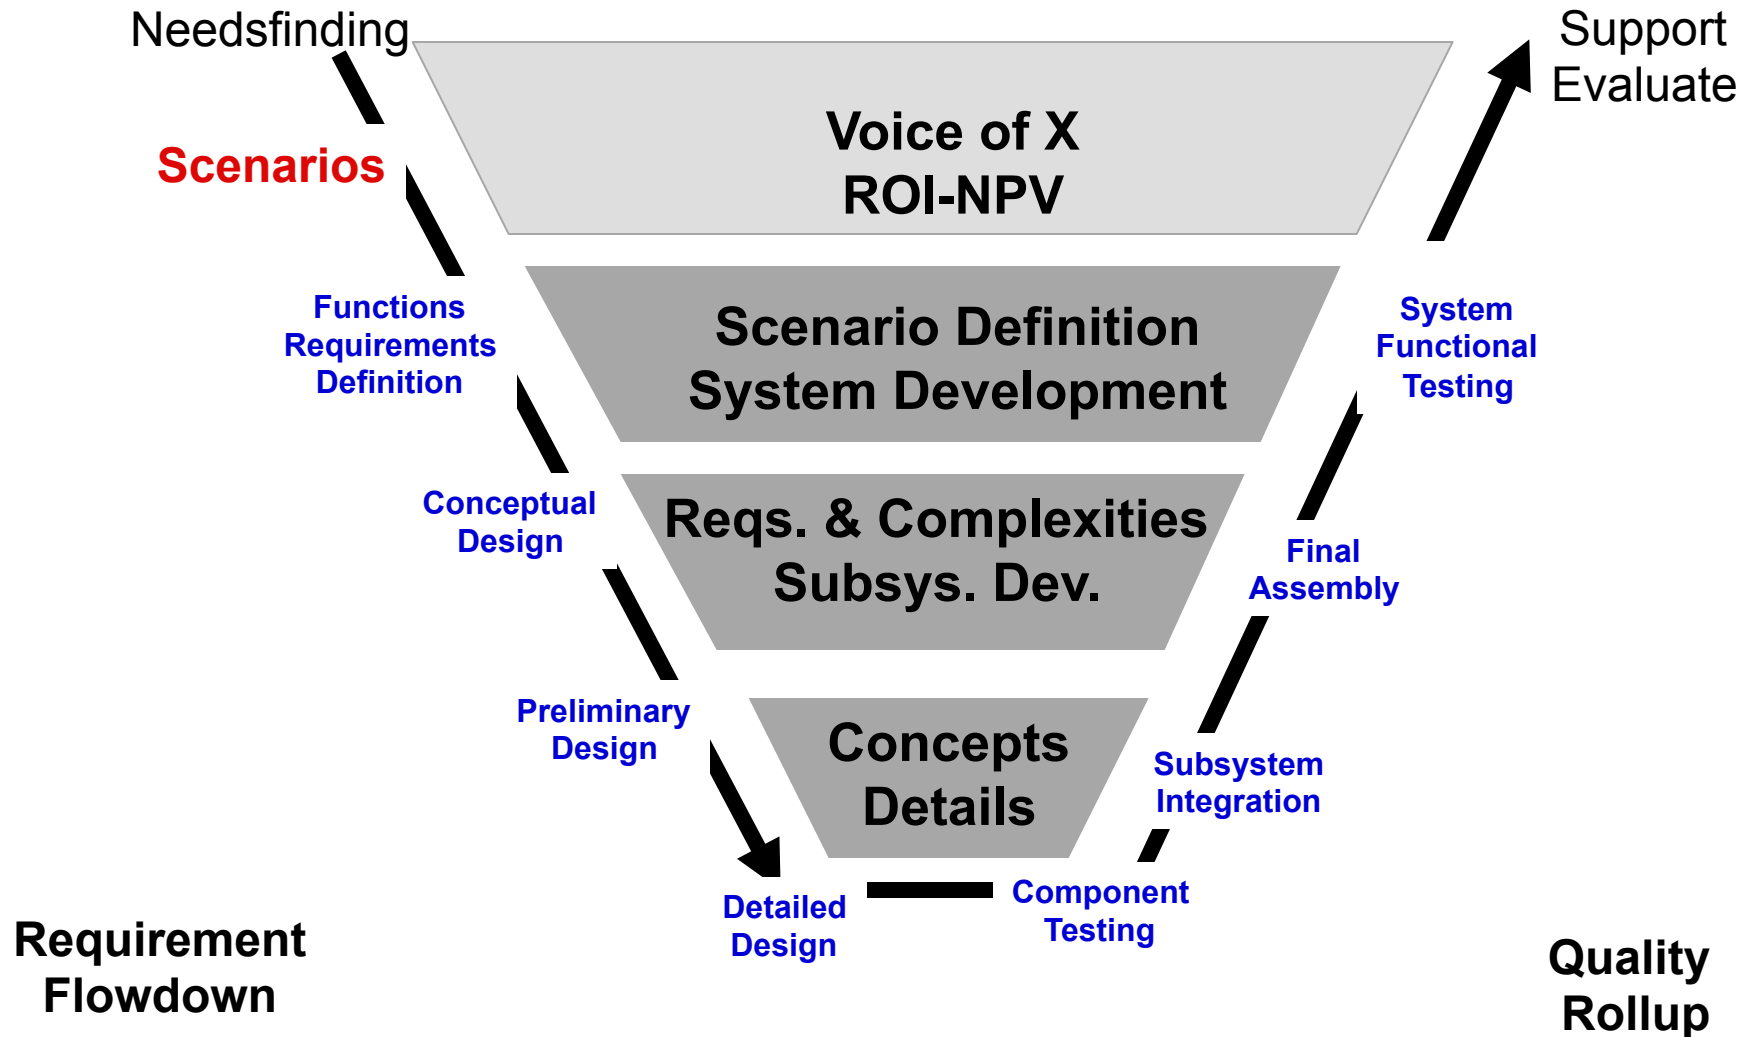 Needsfinding
Support
Evaluate
Voice of X
ROI-NPV
Scenarios
Functions
Requirements
Definition
Scenario Definition
System Development
System
Functional
Testing
Conceptual
Design
Reqs. & Complexities
Subsys. Dev.
Final
Assembly
Preliminary
Design
Concepts
Details
Subsystem
Integration
Detailed
Design
Component
Testing
Requirement
Flowdown
Quality
Rollup